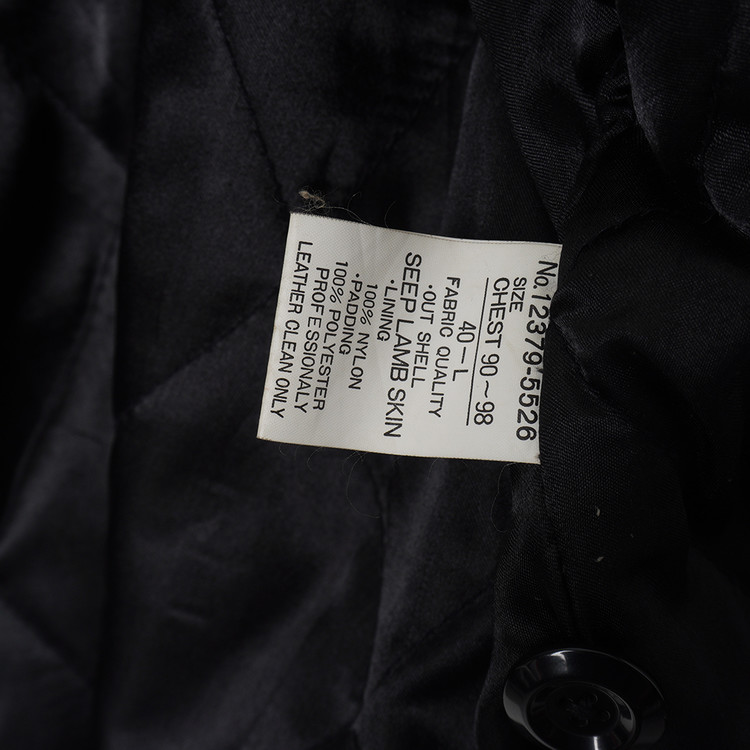 No.12379-5526
SIZE
CHEST 90~98
40-L
FABRIC QUALITY
·OUT SHELL
SEEP LAMB SKIN
·LINING
100% NYLON
·PADDING
100% POLYESTER
PROFESSIONALY
LEATHER CLEAN ONLY